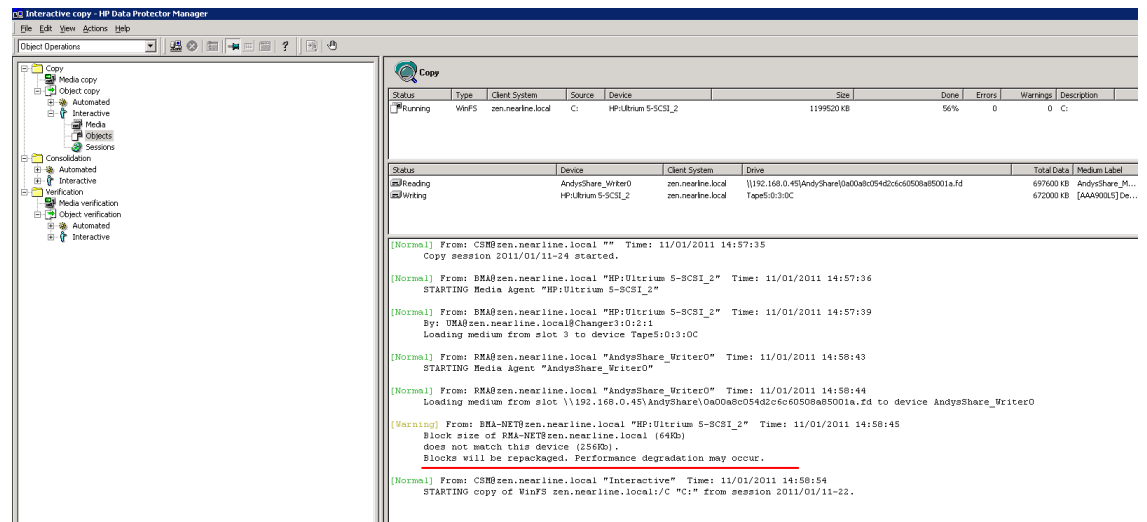 Interactive copy - HP Data Protector Manager
File Edit View Actions Help
Object Operations
Copy
Media copy
Object copy
Automated
Interactive
Media
Objects
Sessions
Consolidation
Automated
Interactive
Verification
Media verification
Object verification
Automated
Interactive
Copy
Status Type Client System Source Device Size Done Errors Warnings Description
Running WinFS zen.nearline.local C: HP:Ultrium 5-SCSI_2 1199520 KB 56% 0 0 C:
Status Device Client System Drive Total Data Medium Label
Reading AndysShare_Writer0 zen.nearline.local \\192.168.0.45\AndyShare\0a00a8c054d2c6c60508a85001a.fd 697600 KB AndysShare_M...
Writing HP:Ultrium 5-SCSI_2 zen.nearline.local Tape5:0:3:0C 672000 KB [AAA900L5] De...
[Normal] From: CSM@zen.nearline.local "" Time: 11/01/2011 14:57:35
Copy session 2011/01/11-24 started.
[Normal] From: BMA@zen.nearline.local "HP:Ultrium 5-SCSI_2" Time: 11/01/2011 14:57:36
STARTING Media Agent "HP:Ultrium 5-SCSI_2"
[Normal] From: BMA@zen.nearline.local "HP:Ultrium 5-SCSI_2" Time: 11/01/2011 14:57:39
By: UMA@zen.nearline.local@Changer3:0:2:1
Loading medium from slot 3 to device Tape5:0:3:0C
[Normal] From: RMA@zen.nearline.local "AndysShare_Writer0" Time: 11/01/2011 14:58:43
STARTING Media Agent "AndysShare_Writer0"
[Normal] From: RMA@zen.nearline.local "AndysShare_Writer0" Time: 11/01/2011 14:58:44
Loading medium from slot \\192.168.0.45\AndyShare\0a00a8c054d2c6c60508a85001a.fd to device AndysShare_Writer0
[Warning] From: BMA-NET@zen.nearline.local "HP:Ultrium 5-SCSI_2" Time: 11/01/2011 14:58:45
Block size of RMA-NET@zen.nearline.local (64Kb)
does not match this device (256Kb).
Blocks will be repackaged. Performance degradation may occur.
[Normal] From: CSM@zen.nearline.local "Interactive" Time: 11/01/2011 14:58:54
STARTING copy of WinFS zen.nearline.local:/C "C:" from session 2011/01/11-22.